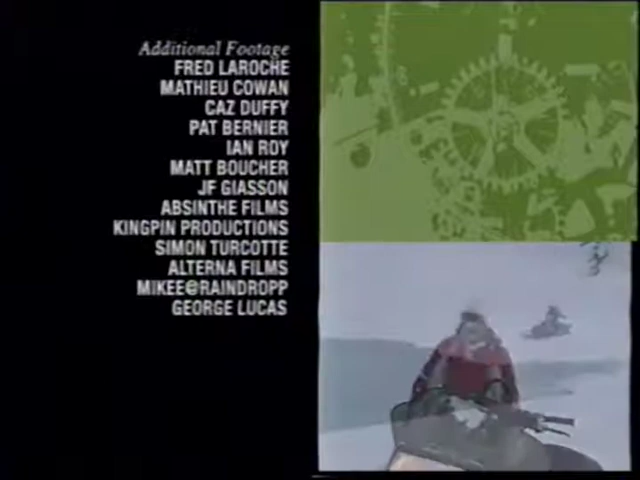 Additional Footage
FRED LAROCHE
MATHIEU COWAN
CAZ DUFFY
PAT BERNIER
IAN ROY
MATT BOUCHER
JF GIASSON
ABSINTHE FILMS
KINGPIN PRODUCTIONS
SIMON TURCOTTE
ALTERNA FILMS
MIKEE@RAINDROPP
GEORGE LUCAS